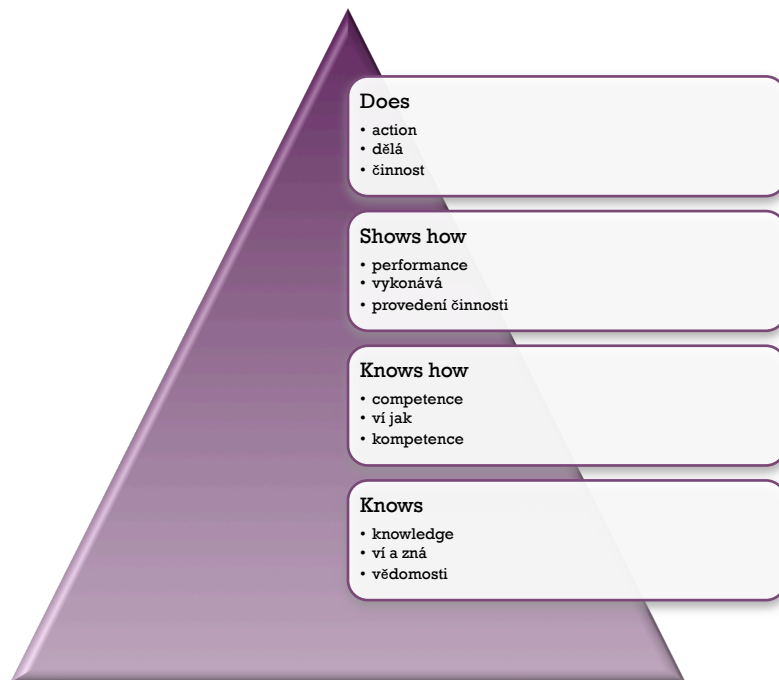 Does
• action
• dělá
• činnost
Shows how
• performance
• vykonává
• provedení činnosti
Knows how
• competence
• ví jak
• kompetence
Knows
• knowledge
• ví a zná
• vědomosti